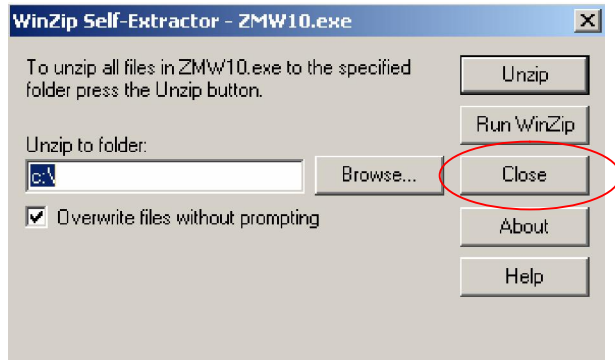 WinZip Self-Extractor - ZMW10.exe
To unzip all files in ZMW10.exe to the specified
folder press the Unzip button.
Unzip to folder:
c:\
Browse...
Overwrite files without prompting
Unzip
Run WinZip
Close
About
Help